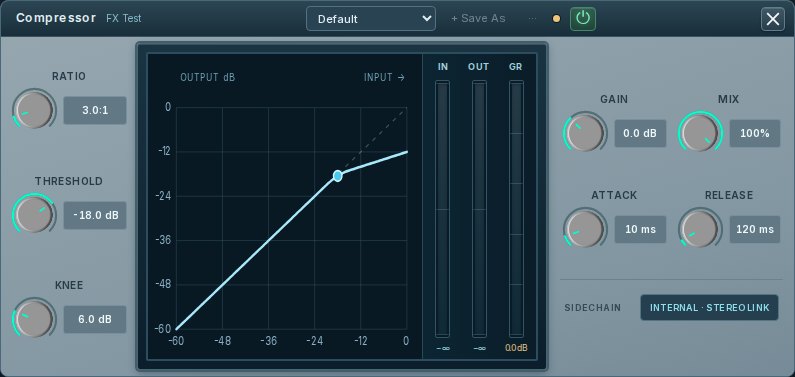 Compressor FX Test Default + Save As ...
RATIO
3.0:1
THRESHOLD
-18.0 dB
KNEE
6.0 dB
OUTPUT dB INPUT →
0
-12
-24
-36
-48
-60
-60 -48 -36 -24 -12 0
IN OUT GR
-∞ -∞ 0.0dB
GAIN MIX
0.0 dB 100%
ATTACK RELEASE
10 ms 120 ms
SIDECHAIN INTERNAL · STEREO LINK